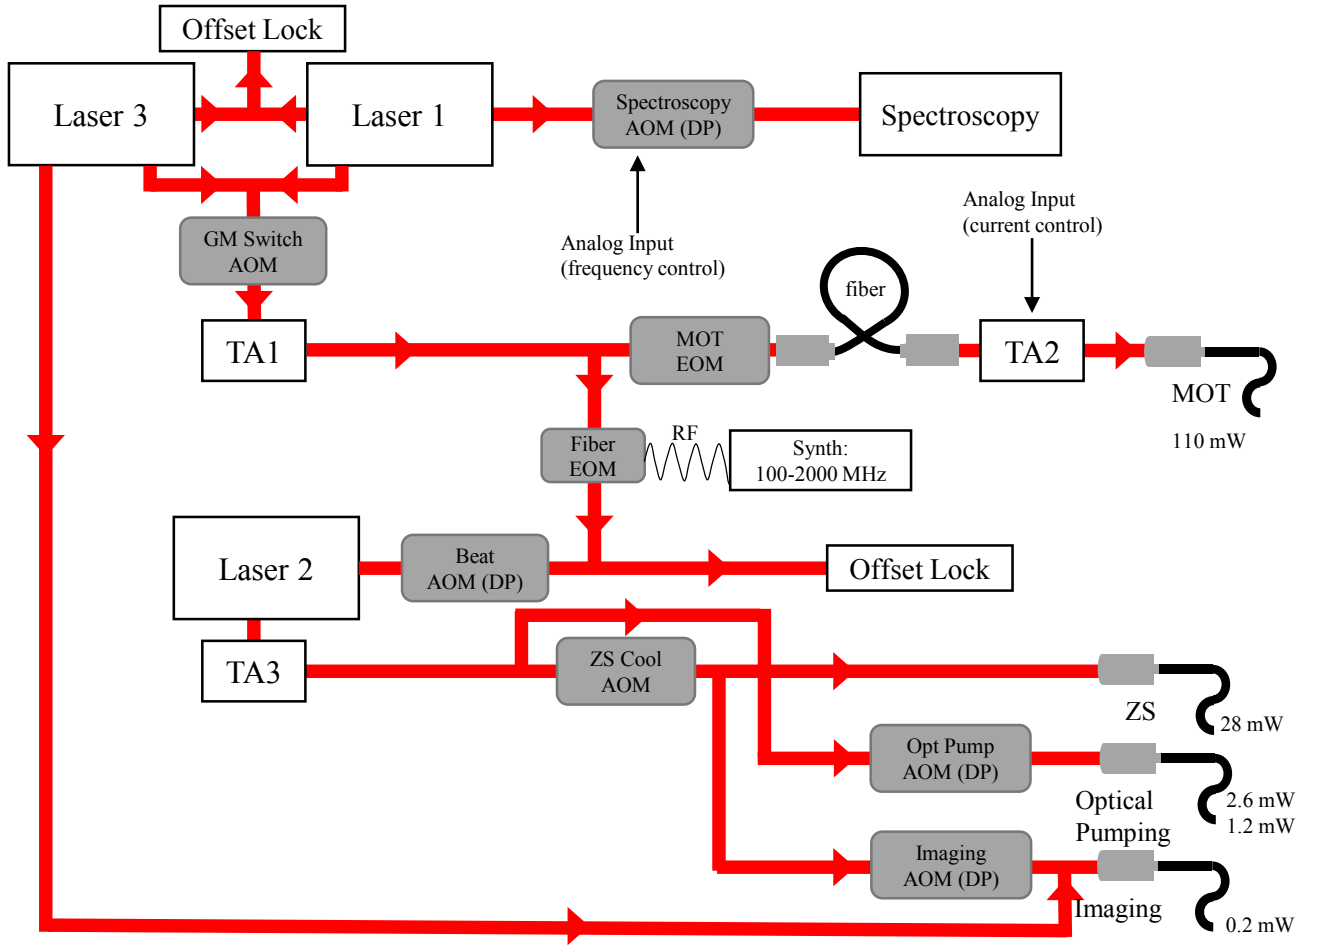 Offset Lock
Laser 3
Laser 1
Spectroscopy
AOM (DP)
Spectroscopy
Analog Input
(current control)
GM Switch
AOM
Analog Input
(frequency control)
fiber
TA1
MOT
EOM
TA2
MOT
110 mW
Fiber
EOM
RF
Synth:
100-2000 MHz
Laser 2
Beat
AOM (DP)
Offset Lock
TA3
ZS Cool
AOM
ZS
28 mW
Opt Pump
AOM (DP)
Optical
Pumping
2.6 mW
1.2 mW
Imaging
AOM (DP)
Imaging
0.2 mW